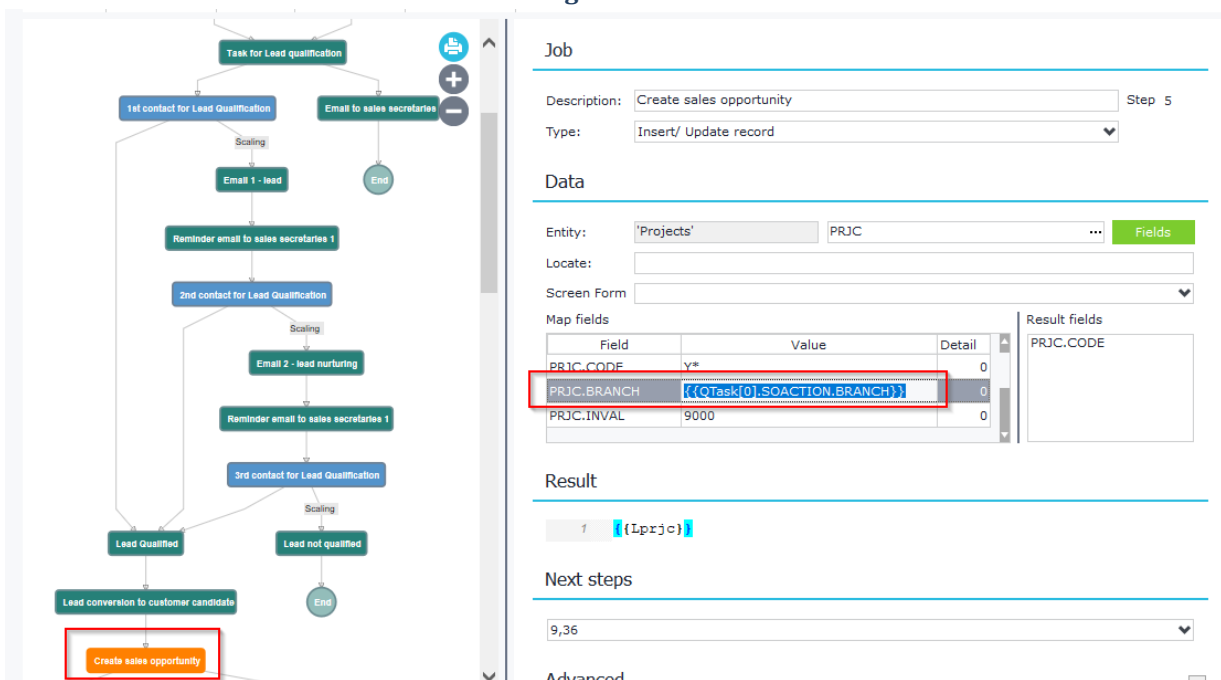 Task for Lead qualification
1st contact for Lead Qualification
Email to sales secretaries
Scaling
Email 1 - lead
End
Reminder email to sales secretaries 1
2nd contact for Lead Qualification
Scaling
Email 2 - lead nurturing
Reminder email to sales secretaries 1
3rd contact for Lead Qualification
Scaling
Lead Qualified
Lead not qualified
Lead conversion to customer candidate
End
Create sales opportunity
Job
Description: Create sales opportunity Step 5
Type: Insert/ Update record
Data
Entity: 'Projects' PRJC ... Fields
Locate:
Screen Form
Map fields
Result fields
Field Value Detail
PRJC.CODE
PRJC.CODE Y* 0
PRJC.BRANCH {{QTask[0].SOACTION.BRANCH}} 0
PRJC.INVAL 9000 0
Result
1 {{Lprjc}}
Next steps
9,36
Advanced